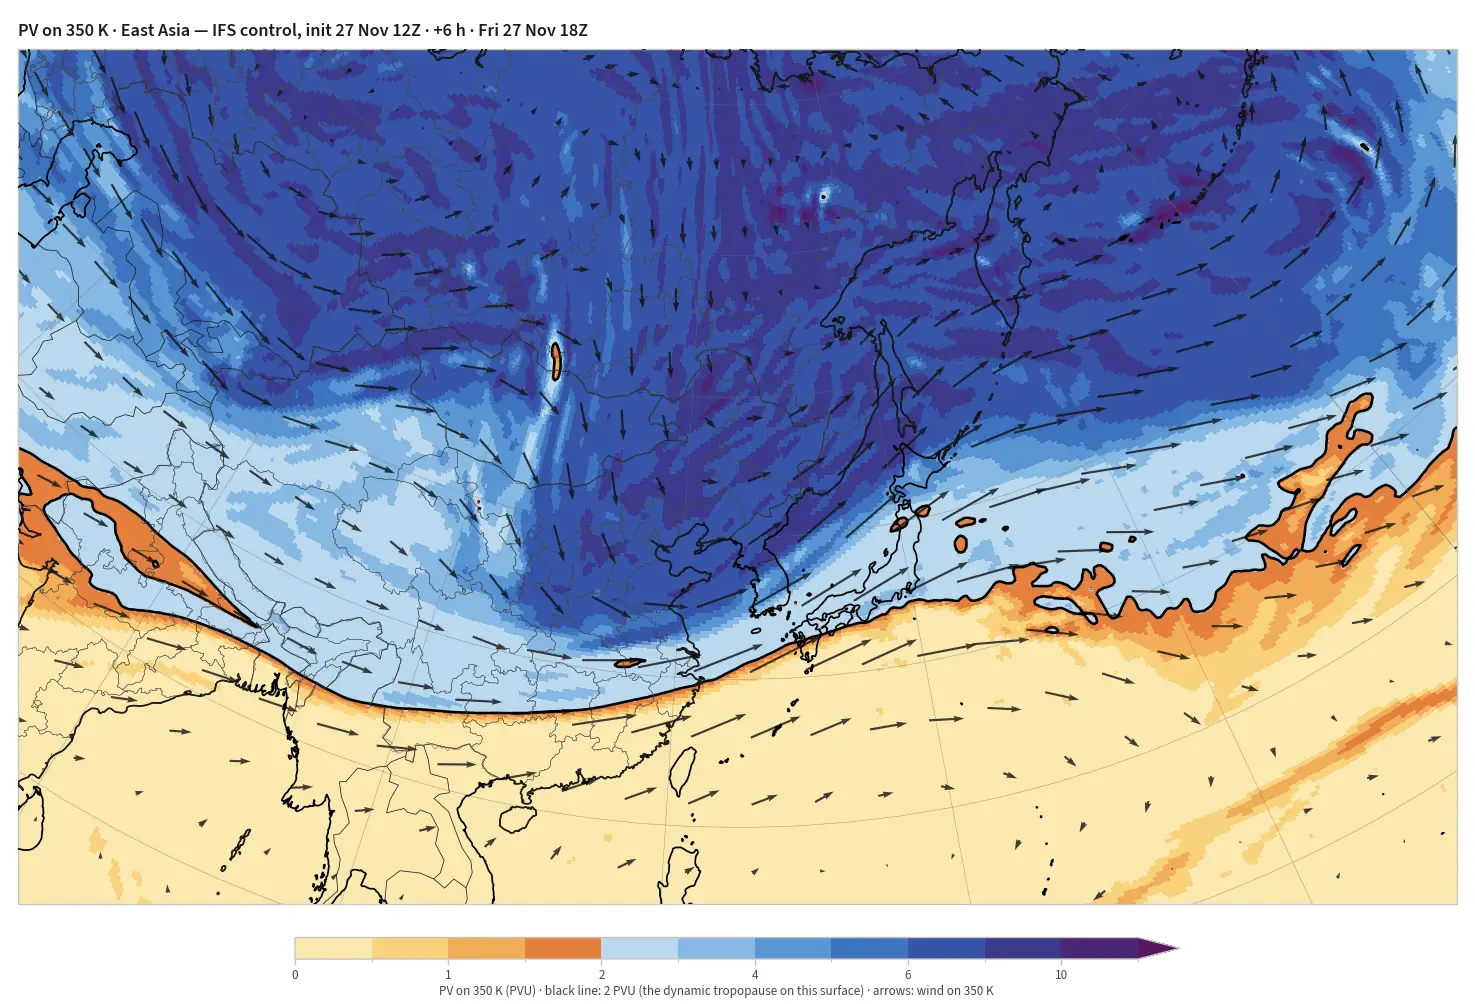 PV on 350 K · East Asia — IFS control, init 27 Nov 12Z · +6 h · Fri 27 Nov 18Z
0 1 2 4 6 10
PV on 350 K (PVU) · black line: 2 PVU (the dynamic tropopause on this surface) · arrows: wind on 350 K